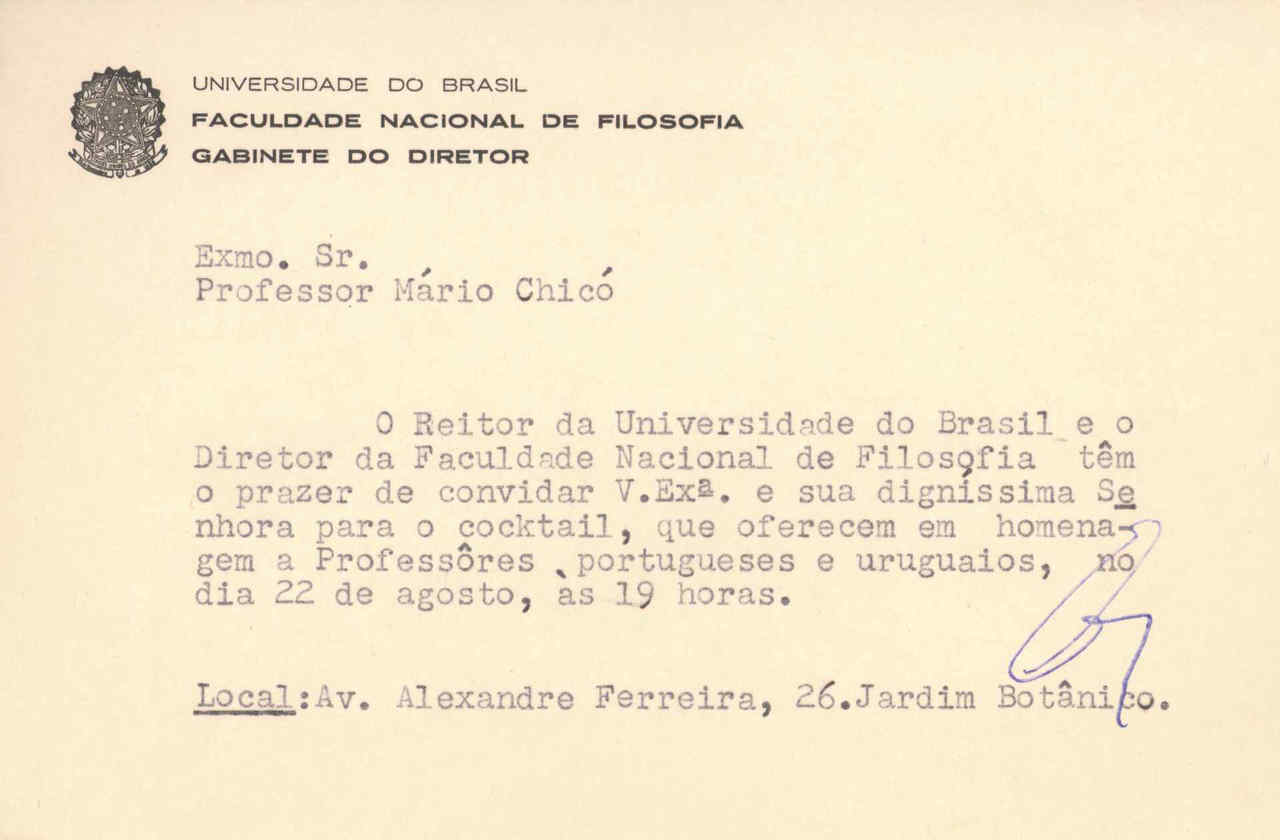 UNIVERSIDADE DO BRASIL
FACULDADE NACIONAL DE FILOSOFIA
GABINETE DO DIRETOR
Exmo. Sr.
Professor Mário Chicó
O Reitor da Universidade do Brasil e o
Diretor da Faculdade Nacional de Filosofia têm
o prazer de convidar V.Exª. e sua digníssima Se
nhora para o cocktail, que oferecem em homena-
gem a Professôres portugueses e uruguaios, no
dia 22 de agosto, às 19 horas.
Local:Av. Alexandre Ferreira, 26.Jardim Botânico.